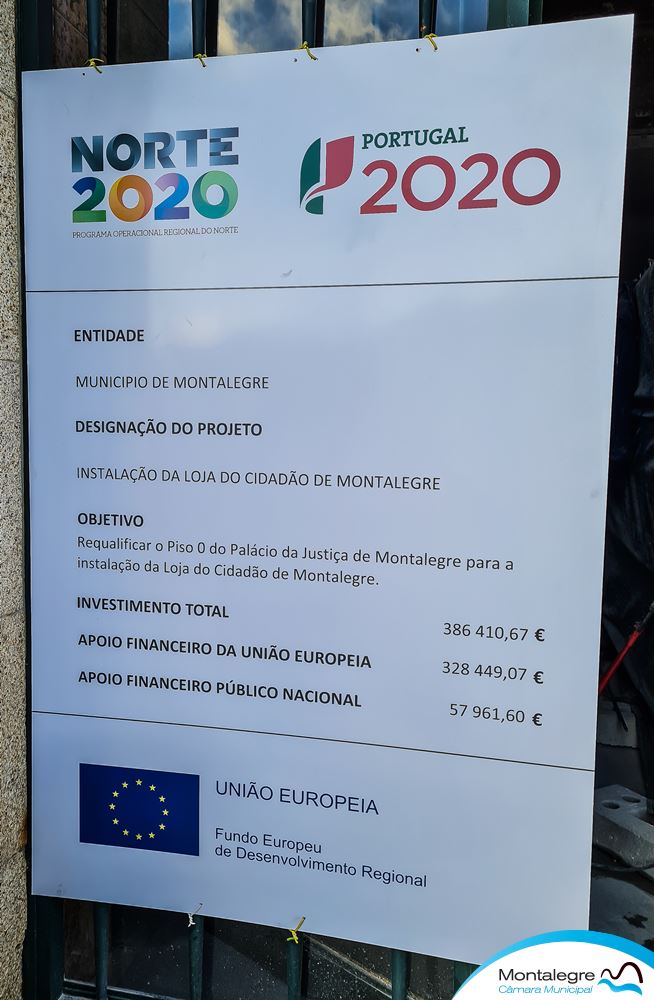 NORTE
2020
PROGRAMA OPERACIONAL REGIONAL DO NORTE
PORTUGAL
2020
ENTIDADE
MUNICIPIO DE MONTALEGRE
DESIGNAÇÃO DO PROJETO
INSTALAÇÃO DA LOJA DO CIDADÃO DE MONTALEGRE
OBJETIVO
Requalificar o Piso 0 do Palácio da Justiça de Montalegre para a
instalação da Loja do Cidadão de Montalegre.
INVESTIMENTO TOTAL 386 410,67 €
APOIO FINANCEIRO DA UNIÃO EUROPEIA 328 449,07 €
APOIO FINANCEIRO PÚBLICO NACIONAL 57 961,60 €
UNIÃO EUROPEIA
Fundo Europeu
de Desenvolvimento Regional
Montalegre
Câmara Municipal